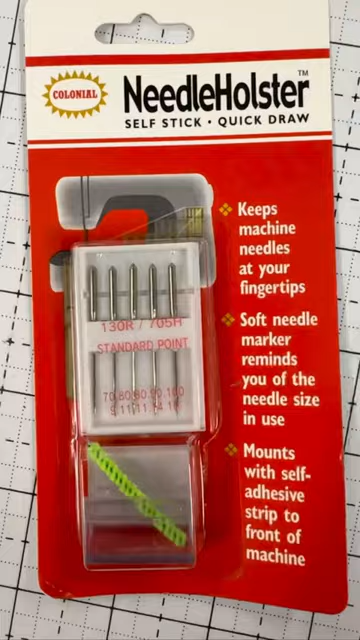 COLONIAL
NeedleHolster™
SELF STICK • QUICK DRAW
Keeps
machine
needles
at your
fingertips
130R / 705H
STANDARD POINT
Soft needle
marker
reminds
you of the
needle size
in use
Mounts
with self-
adhesive
strip to
front of
machine